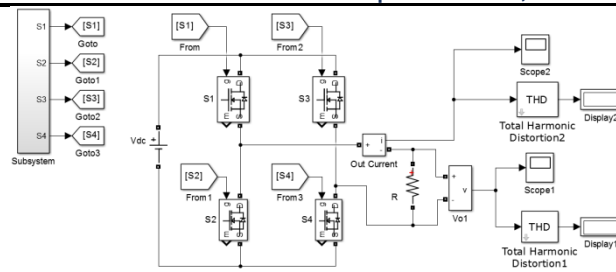 S1
[S1]
Goto
S2
[S2]
Goto1
S3
[S3]
Goto2
S4
[S4]
Goto3
Subsystem
[S1]
From
[S3]
From2
S1
g
D
E
m
S3
g
D
E
m
Vdc
+
i
+
-
Out Current
[S2]
From1
[S4]
From3
S2
g
D
E
m
S4
g
D
E
m
R
+
-
v
Vo1
Scope2
THD
Total Harmonic
Distortion2
Display2
Scope1
THD
Total Harmonic
Distortion1
Display1